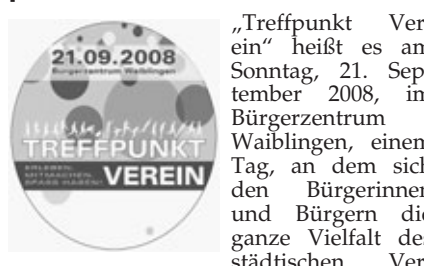 21.09.2008
Bürgerzentrum Waiblingen
TREFFPUNKT
ERLEBEN.
MITMACHEN.
SPASS HABEN!
VEREIN
„Treffpunkt Ver
ein“ heißt es am
Sonntag, 21. Sep
tember 2008, im
Bürgerzentrum
Waiblingen, einem
Tag, an dem sich
den Bürgerinnen
und Bürgern die
ganze Vielfalt des
städtischen Ver